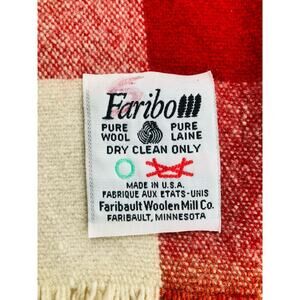 Faribo
PURE WOOL PURE LAINE
DRY CLEAN ONLY
MADE IN U.S.A.
FABRIQUE AUX ETATS-UNIS
Faribault Woolen Mill Co.
FARIBAULT, MINNESOTA